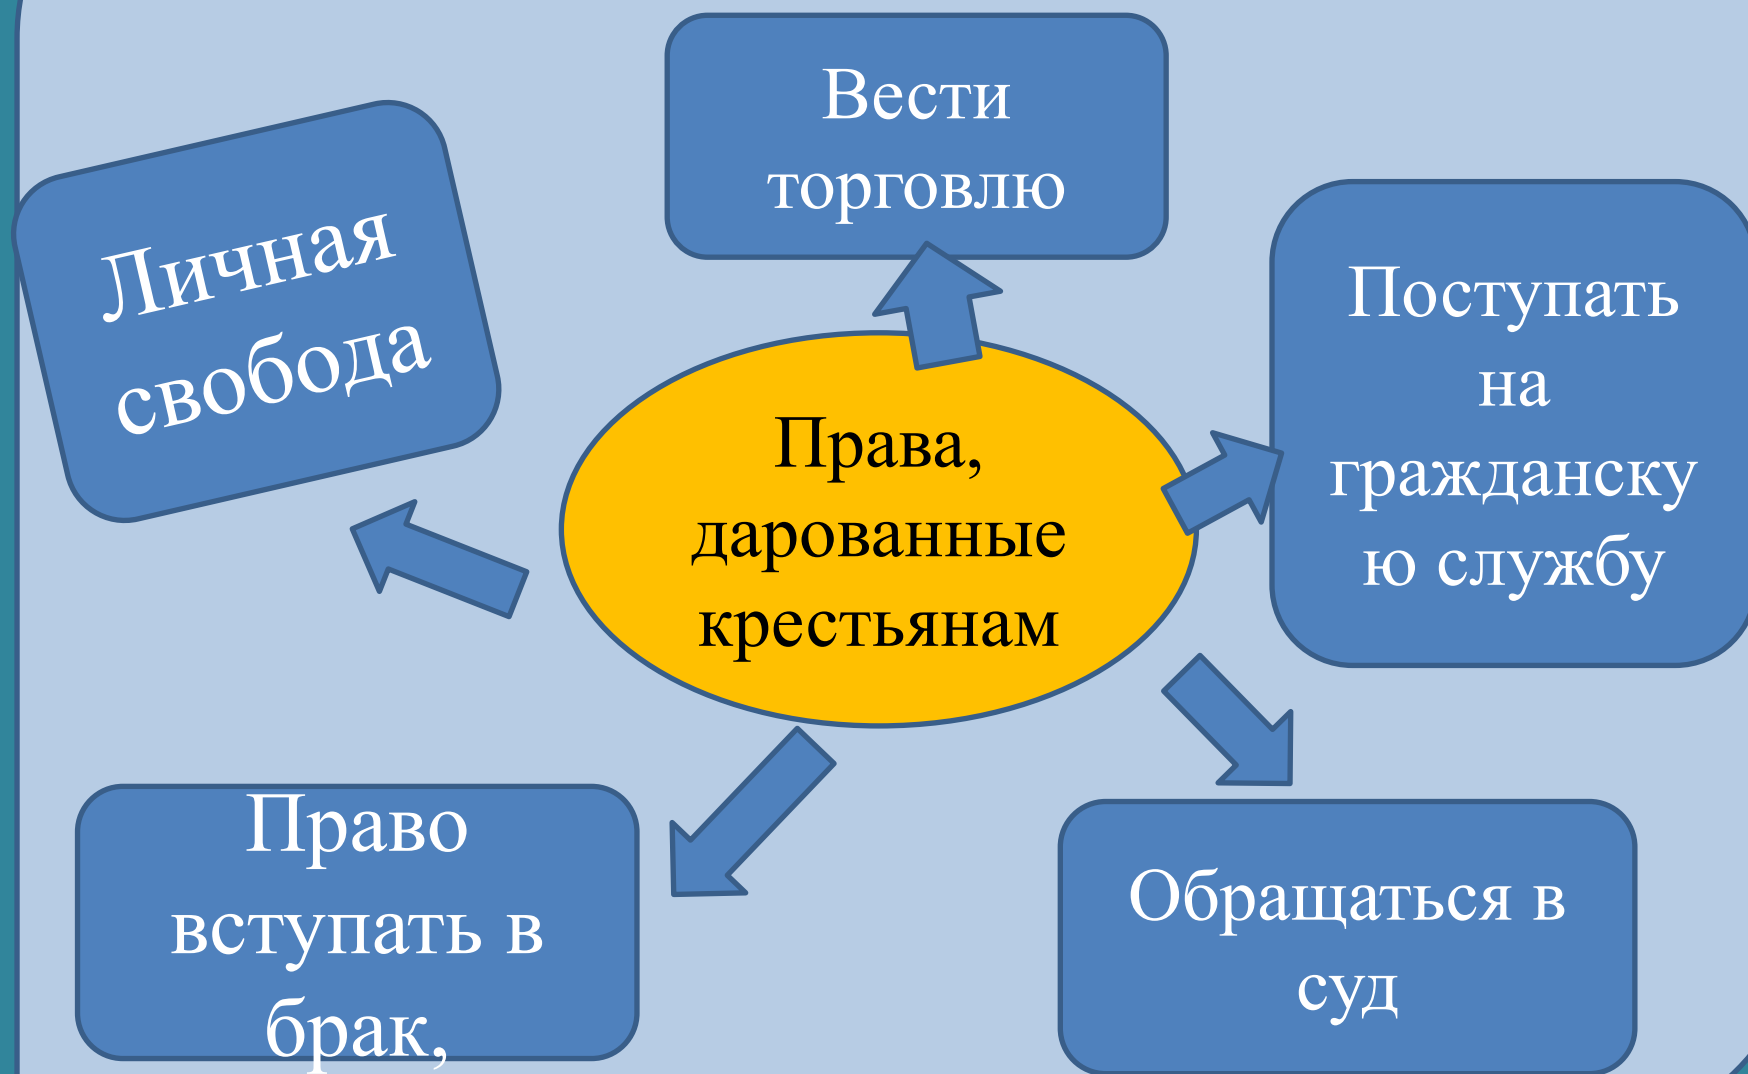 Вести
торговлю
Личная
свобода
Поступать
на
гражданску
ю службу
Права,
дарованные
крестьянам
Право
вступать в
брак,
Обращаться в
суд